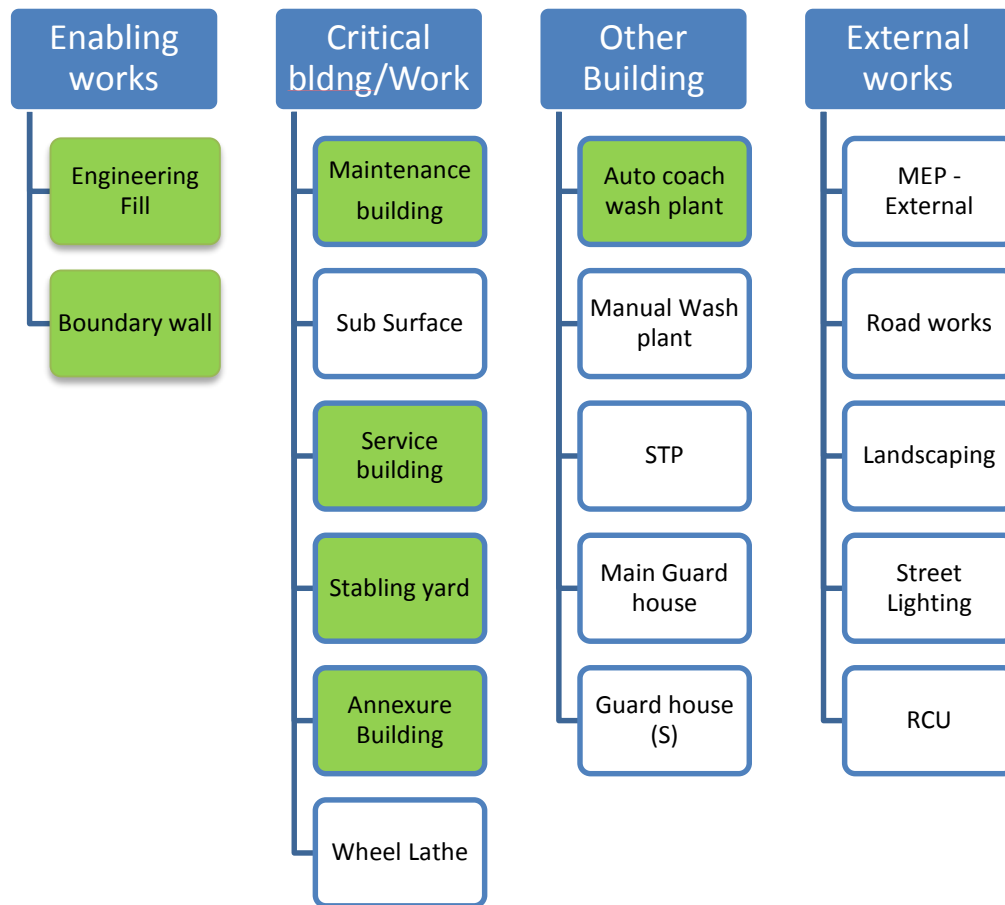 Enabling
works
Engineering
Fill
Boundary wall
Critical
bldng/Work
Maintenance
building
Sub Surface
Service
building
Stabling yard
Annexure
Building
Wheel Lathe
Other
Building
Auto coach
wash plant
Manual Wash
plant
STP
Main Guard
house
Guard house
(S)
External
works
MEP -
External
Road works
Landscaping
Street
Lighting
RCU